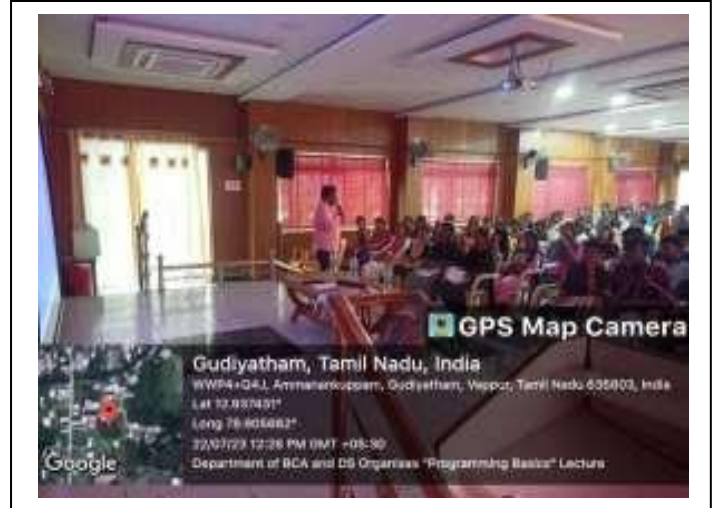 GPS Map Camera
Gudiyatham, Tamil Nadu, India
WWP4+Q4J, Ammanankuppam, Gudiyatham, Veppur, Tamil Nadu 635803, India
Lat 12.937431°
Long 78.905882°
22/07/23 12:26 PM GMT +05:30
Department of BCA and DS Organises "Programming Basics" Lecture
Google